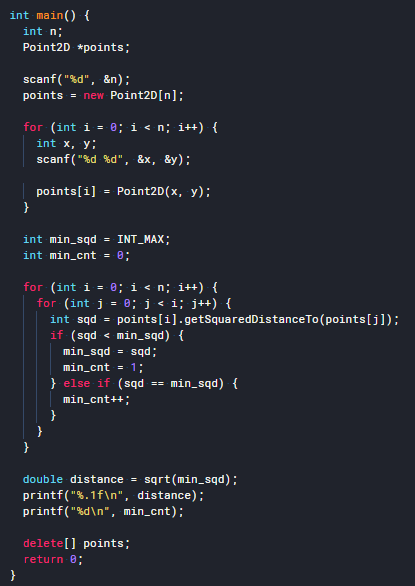 int main() {
  int n;
  Point2D *points;

  scanf("%d", &n);
  points = new Point2D[n];

  for (int i = 0; i < n; i++) {
    int x, y;
    scanf("%d %d", &x, &y);

    points[i] = Point2D(x, y);
  }

  int min_sqd = INT_MAX;
  int min_cnt = 0;

  for (int i = 0; i < n; i++) {
    for (int j = 0; j < i; j++) {
      int sqd = points[i].getSquaredDistanceTo(points[j]);
      if (sqd < min_sqd) {
        min_sqd = sqd;
        min_cnt = 1;
      } else if (sqd == min_sqd) {
        min_cnt++;
      }
    }
  }

  double distance = sqrt(min_sqd);
  printf("%.1f\n", distance);
  printf("%d\n", min_cnt);

  delete[] points;
  return 0;
}